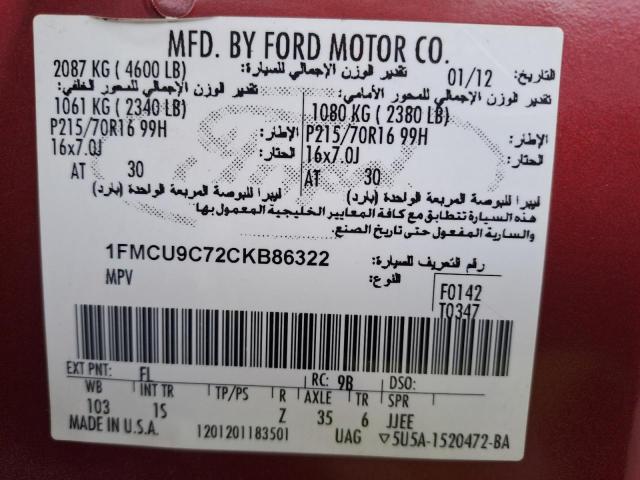 MFD. BY FORD MOTOR CO.
التاريخ: 01/12 تقدير الوزن الإجمالي للسيارة: 2087 KG ( 4600 LB)
تقدير الوزن الإجمالي للمحور الأمامي: تقدير الوزن الإجمالي للمحور الخلفي:
1080 KG ( 2380 LB) 1061 KG ( 2340 LB)
الإطار: P215/70R16 99H الإطار: P215/70R16 99H
الحتار: 16x7.0J الحتار: 16x7.0J
AT 30 AT 30
ليبرا للبوصة المربعة الواحدة (بارد) ليبرا للبوصة المربعة الواحدة (بارد)
هذه السيارة تتطابق مع كافة المعايير الخليجية المعمول بها
والسارية المفعول حتى تاريخ الصنع.
رقم التعريف للسيارة: 1FMCU9C72CKB86322
النوع: MPV
F0142
T0347
EXT PNT: FI RC: 9B DSO:
WB INT TR TP/PS R AXLE TR SPR
103 1S Z 35 6 JJEE
MADE IN U.S.A. 1201201183501 UAG 5U5A-1520472-BA